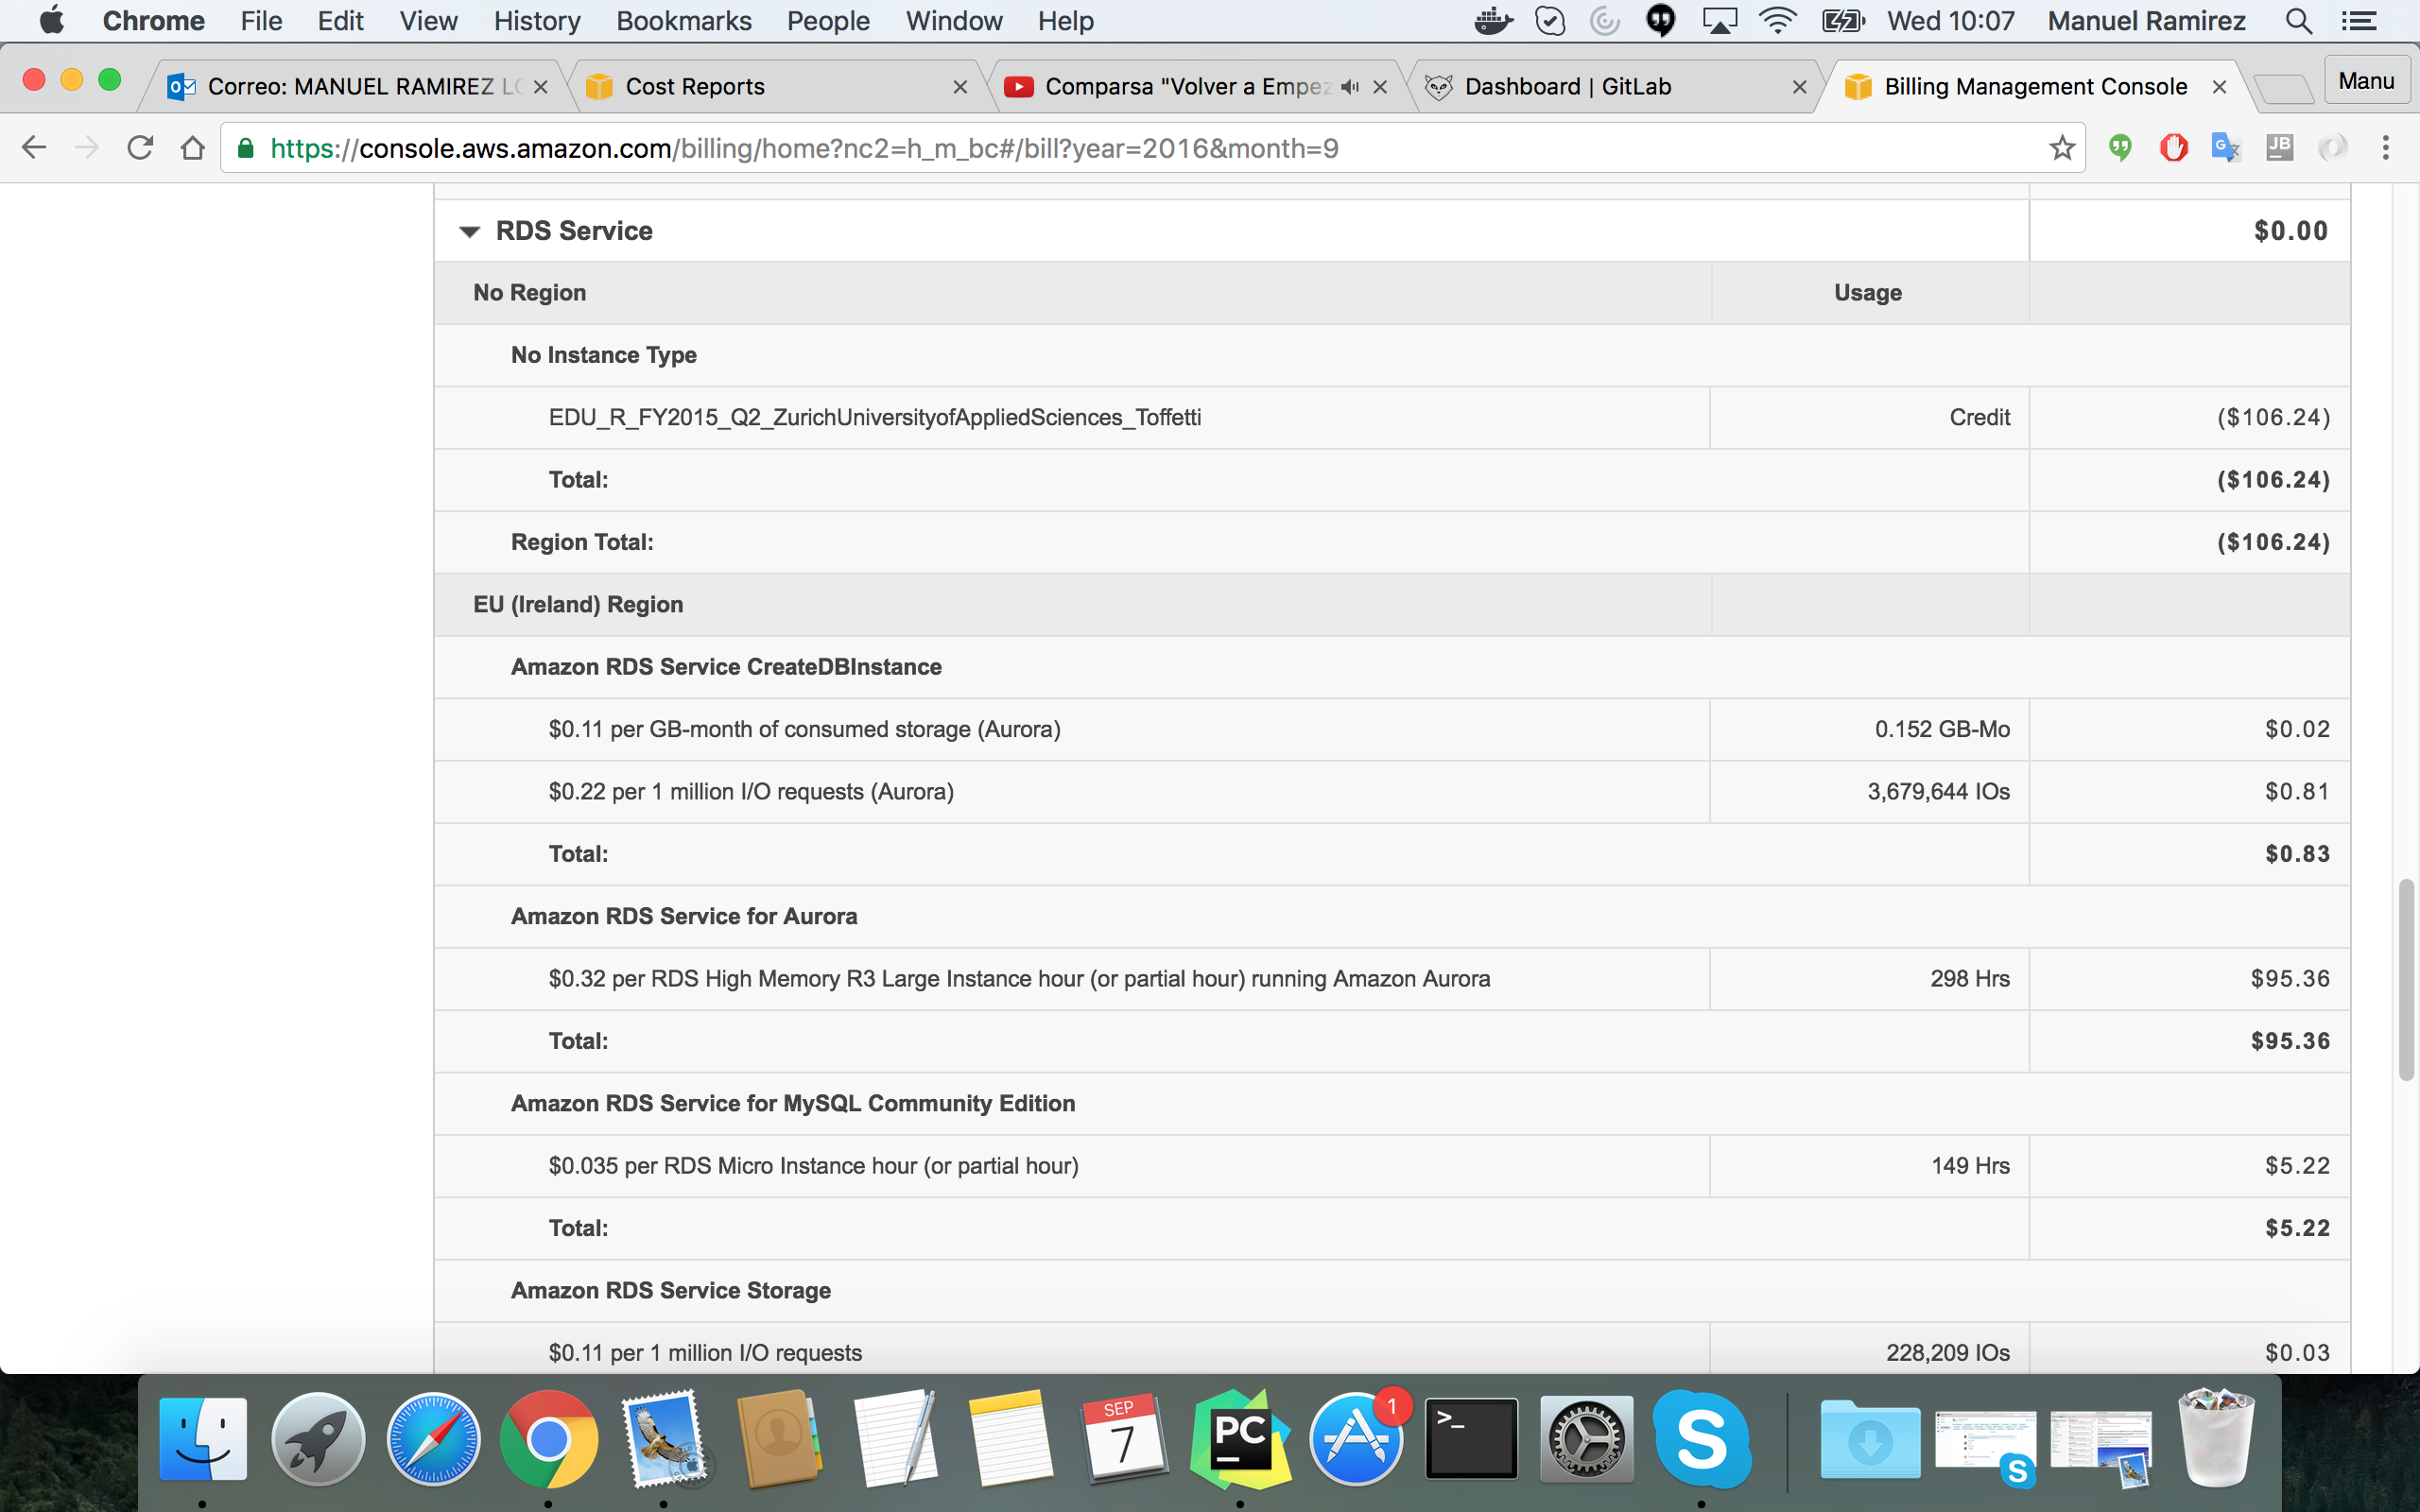 Chrome File Edit View History Bookmarks People Window Help Wed 10:07 Manuel Ramirez
Correo: MANUEL RAMIREZ LO Cost Reports Comparsa "Volver a Empez Dashboard | GitLab Billing Management Console Manu
https://console.aws.amazon.com/billing/home?nc2=h_m_bc#/bill?year=2016&month=9
RDS Service $0.00
No Region Usage
No Instance Type
EDU_R_FY2015_Q2_ZurichUniversityofAppliedSciences_Toffetti Credit ($106.24)
Total: ($106.24)
Region Total: ($106.24)
EU (Ireland) Region
Amazon RDS Service CreateDBInstance
$0.11 per GB-month of consumed storage (Aurora) 0.152 GB-Mo $0.02
$0.22 per 1 million I/O requests (Aurora) 3,679,644 IOs $0.81
Total: $0.83
Amazon RDS Service for Aurora
$0.32 per RDS High Memory R3 Large Instance hour (or partial hour) running Amazon Aurora 298 Hrs $95.36
Total: $95.36
Amazon RDS Service for MySQL Community Edition
$0.035 per RDS Micro Instance hour (or partial hour) 149 Hrs $5.22
Total: $5.22
Amazon RDS Service Storage
$0.11 per 1 million I/O requests 228,209 IOs $0.03
SEP
7
PC
1
>_
S
S